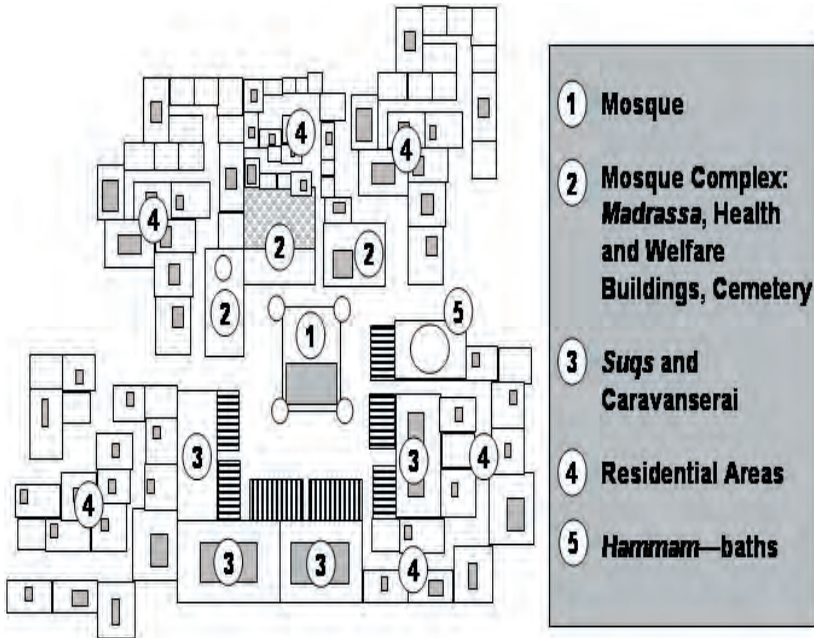 4
4
4
2
2
5
2
1
3
3
4
4
3
3
4
1 Mosque
2 Mosque Complex:
Madrassa, Health
and Welfare
Buildings, Cemetery
3 Suqs and
Caravanserai
4 Residential Areas
5 Hammam—baths